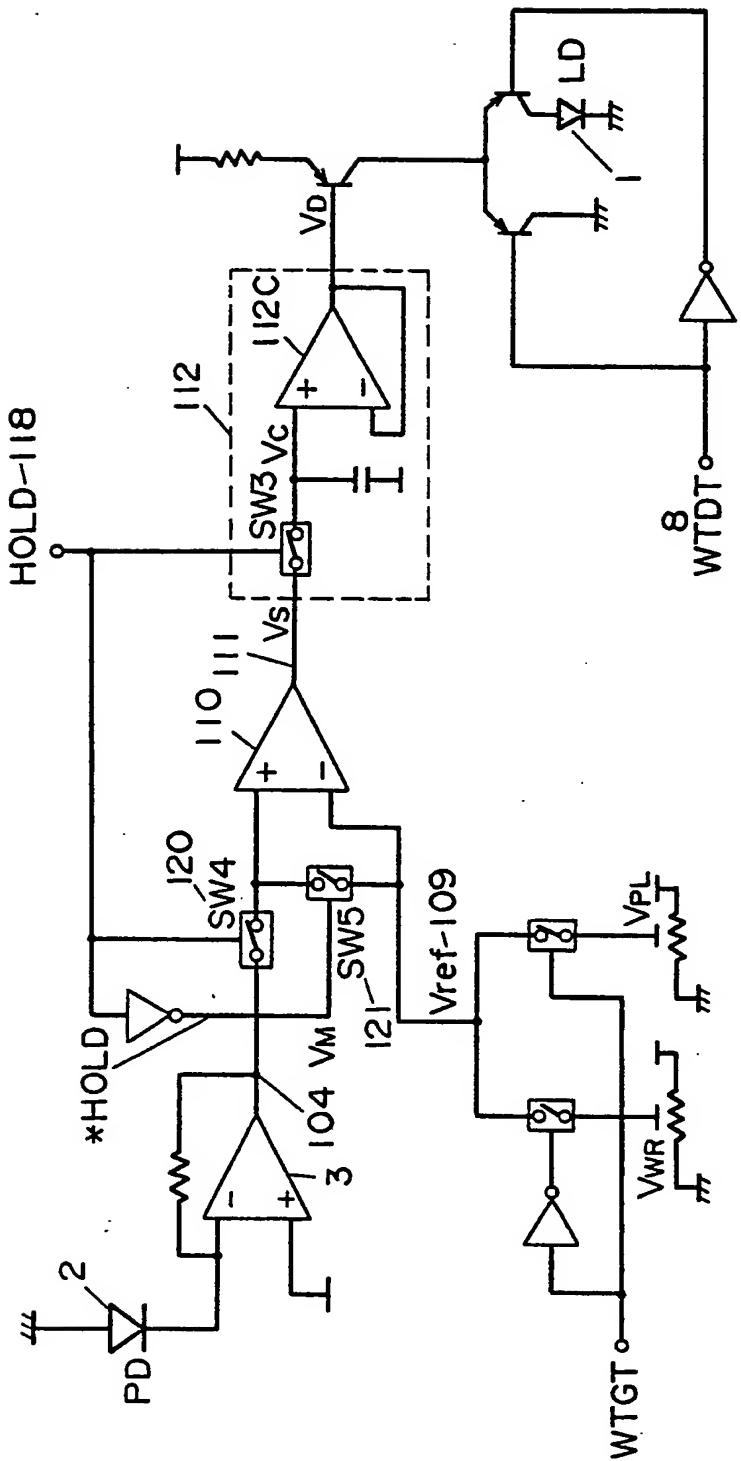 HOLD-118
112
SW3
VC
112C
+
-
VD
LD
1
VS
111
110
+
-
120
SW4
SW5
121
*HOLD
VM
104
3
-
+
2
PD
Vref-109
VPL
VWR
WTGT
8
WTDT